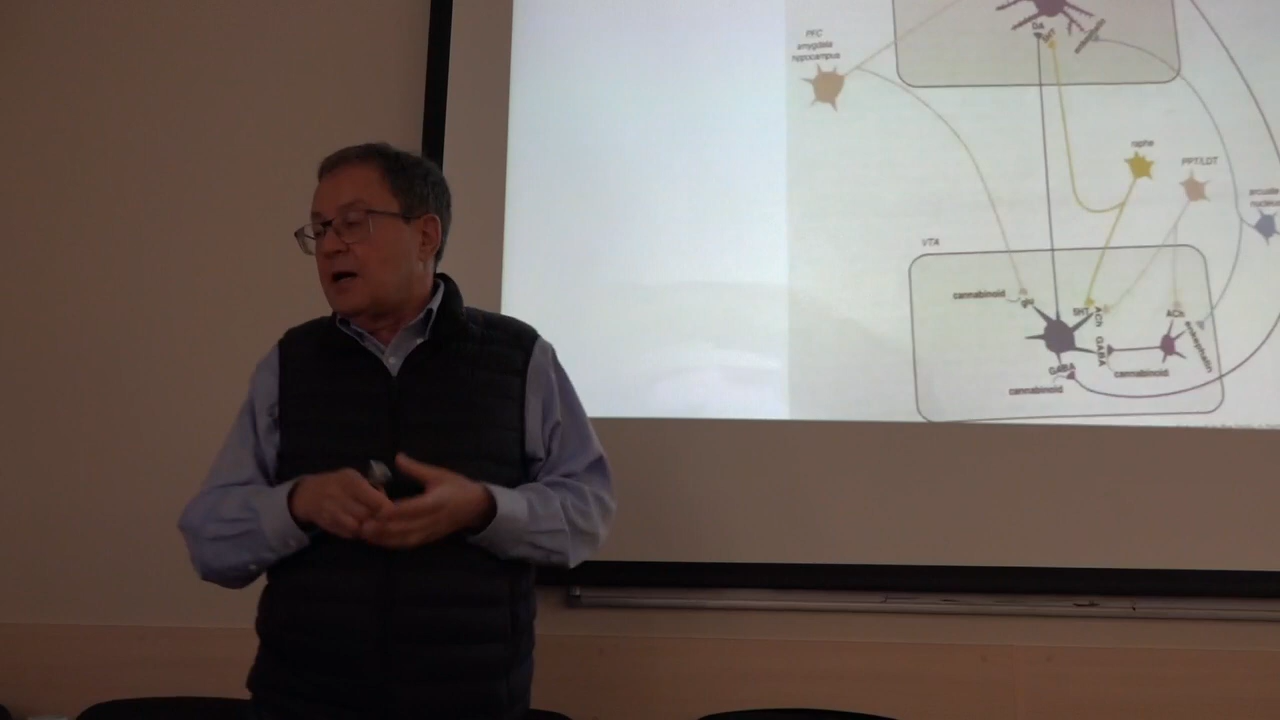 PFC
amygdala
hippocampus
DA
5HT
raphe
PPT/LDT
arcuate
nucleus
VTA
cannabinoid
glu
5HT
ACh
GABA
ACh
enkephalin
GABA
cannabinoid
cannabinoid